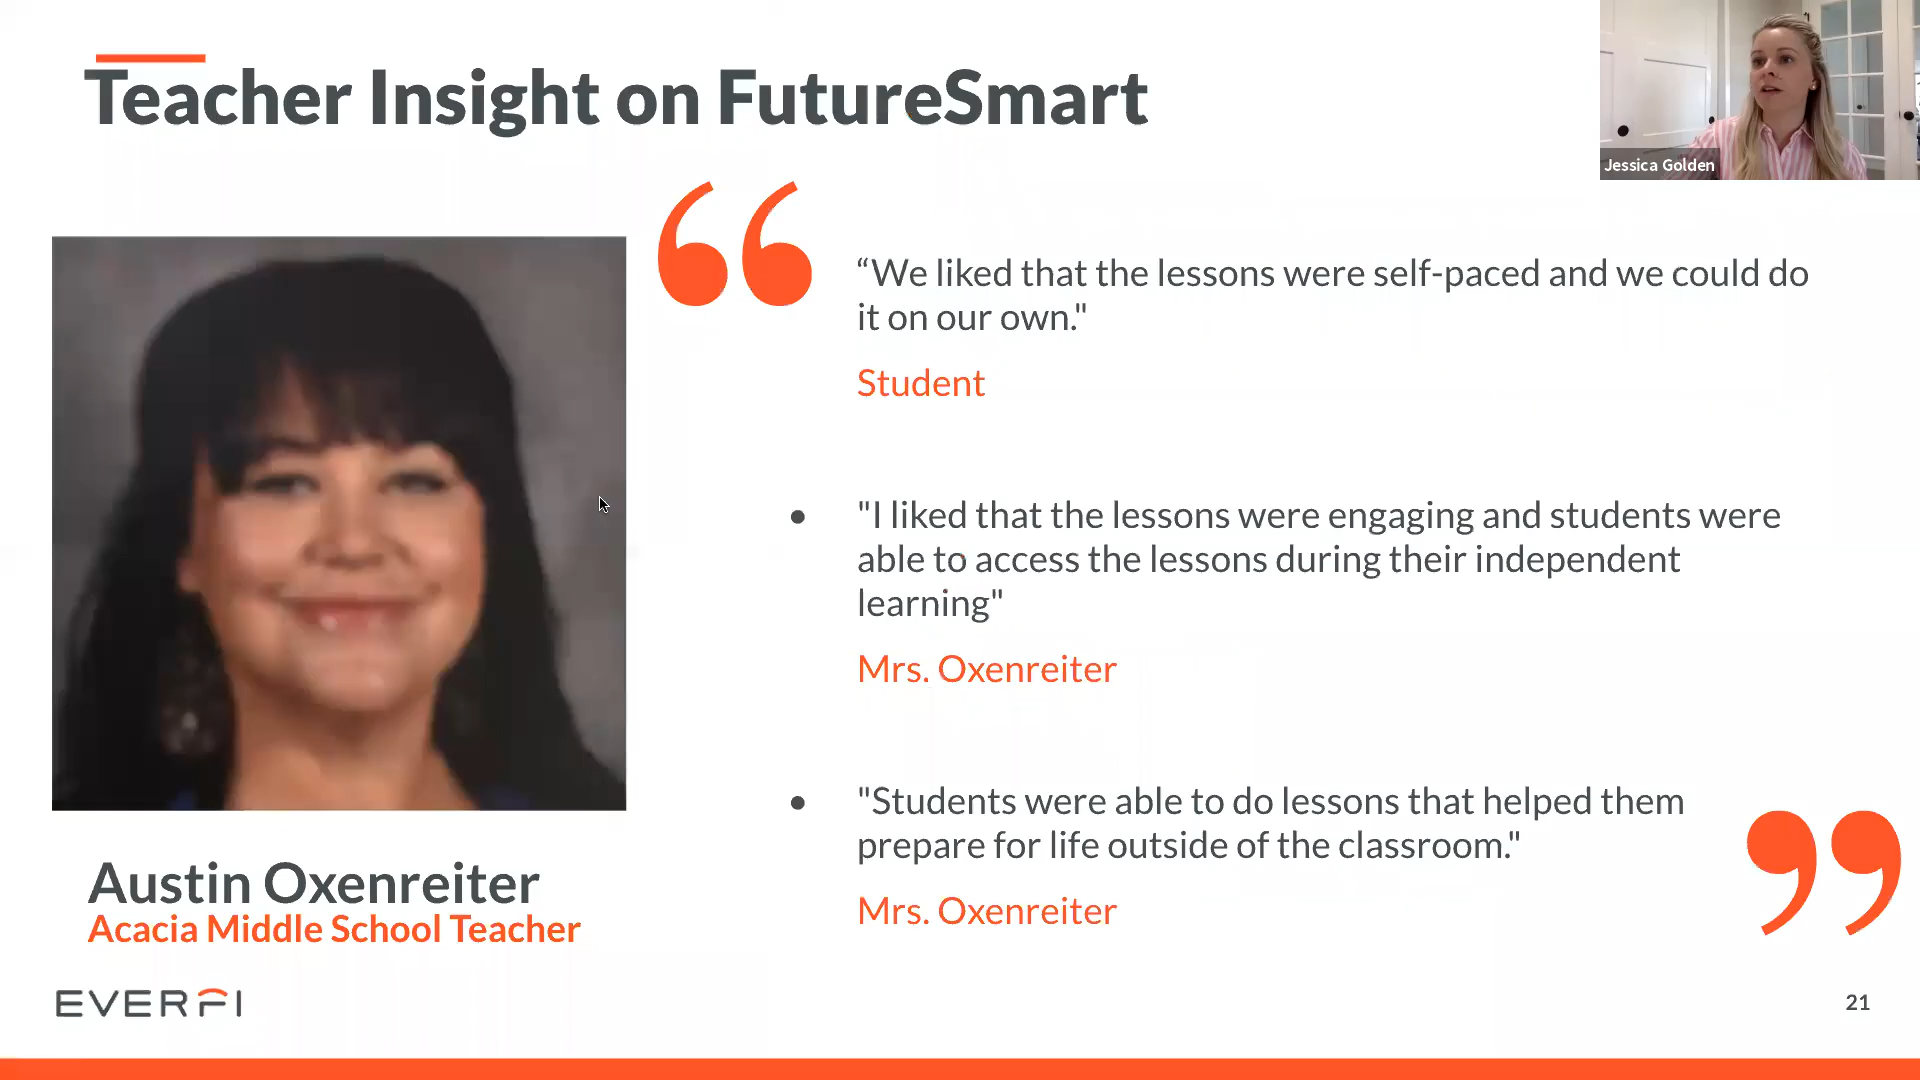 Teacher Insight on FutureSmart
Jessica Golden
“We liked that the lessons were self-paced and we could do
it on our own."
Student
• "I liked that the lessons were engaging and students were
able to access the lessons during their independent
learning"
Mrs. Oxenreiter
• "Students were able to do lessons that helped them
prepare for life outside of the classroom."
Mrs. Oxenreiter
Austin Oxenreiter
Acacia Middle School Teacher
EVERFI
21